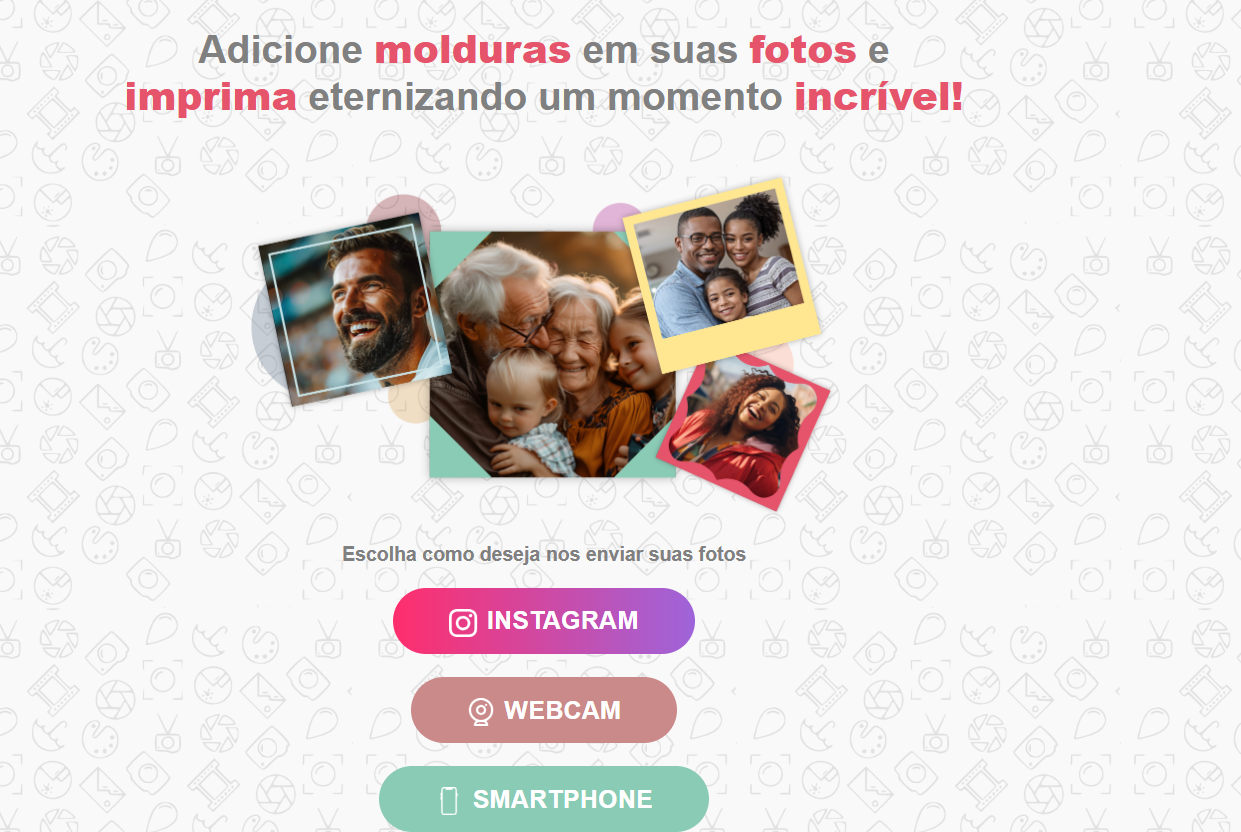 Adicione molduras em suas fotos e
imprima eternizando um momento incrível!
Escolha como deseja nos enviar suas fotos
INSTAGRAM
WEBCAM
SMARTPHONE